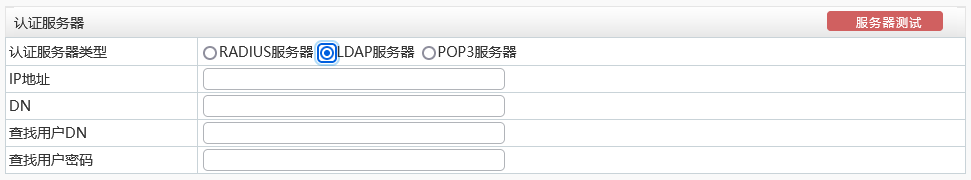 认证服务器 服务器测试
认证服务器类型 RADIUS服务器 LDAP服务器 POP3服务器
IP地址
DN
查找用户DN
查找用户密码